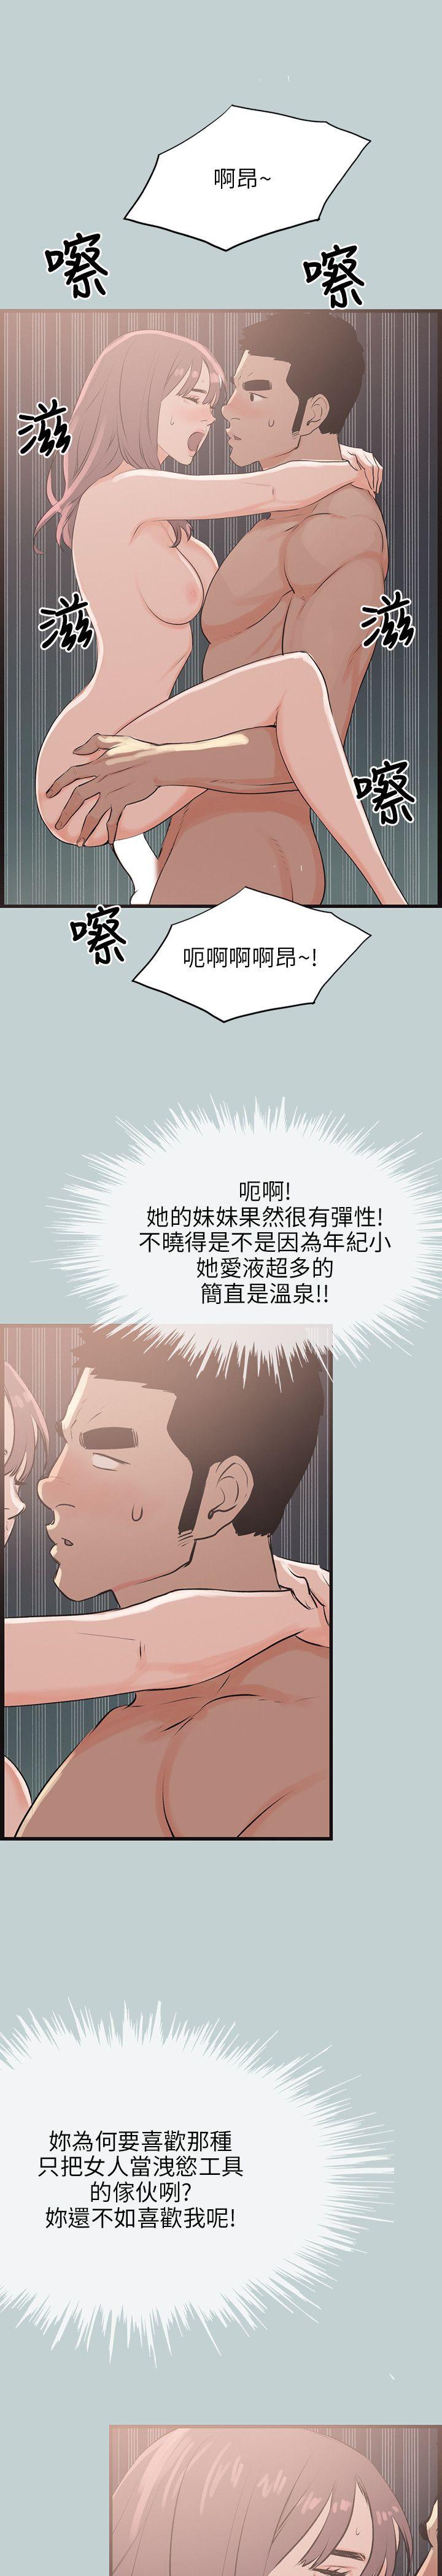 啊昂~
嚓
嚓
滋
滋
滋
嚓
嚓
呃啊啊啊昂~!
呃啊!
她的妹妹果然很有彈性!
不曉得是不是因為年紀小
她愛液超多的
簡直是溫泉!!
妳為何要喜歡那種
只把女人當洩慾工具
的傢伙咧?
妳還不如喜歡我呢!